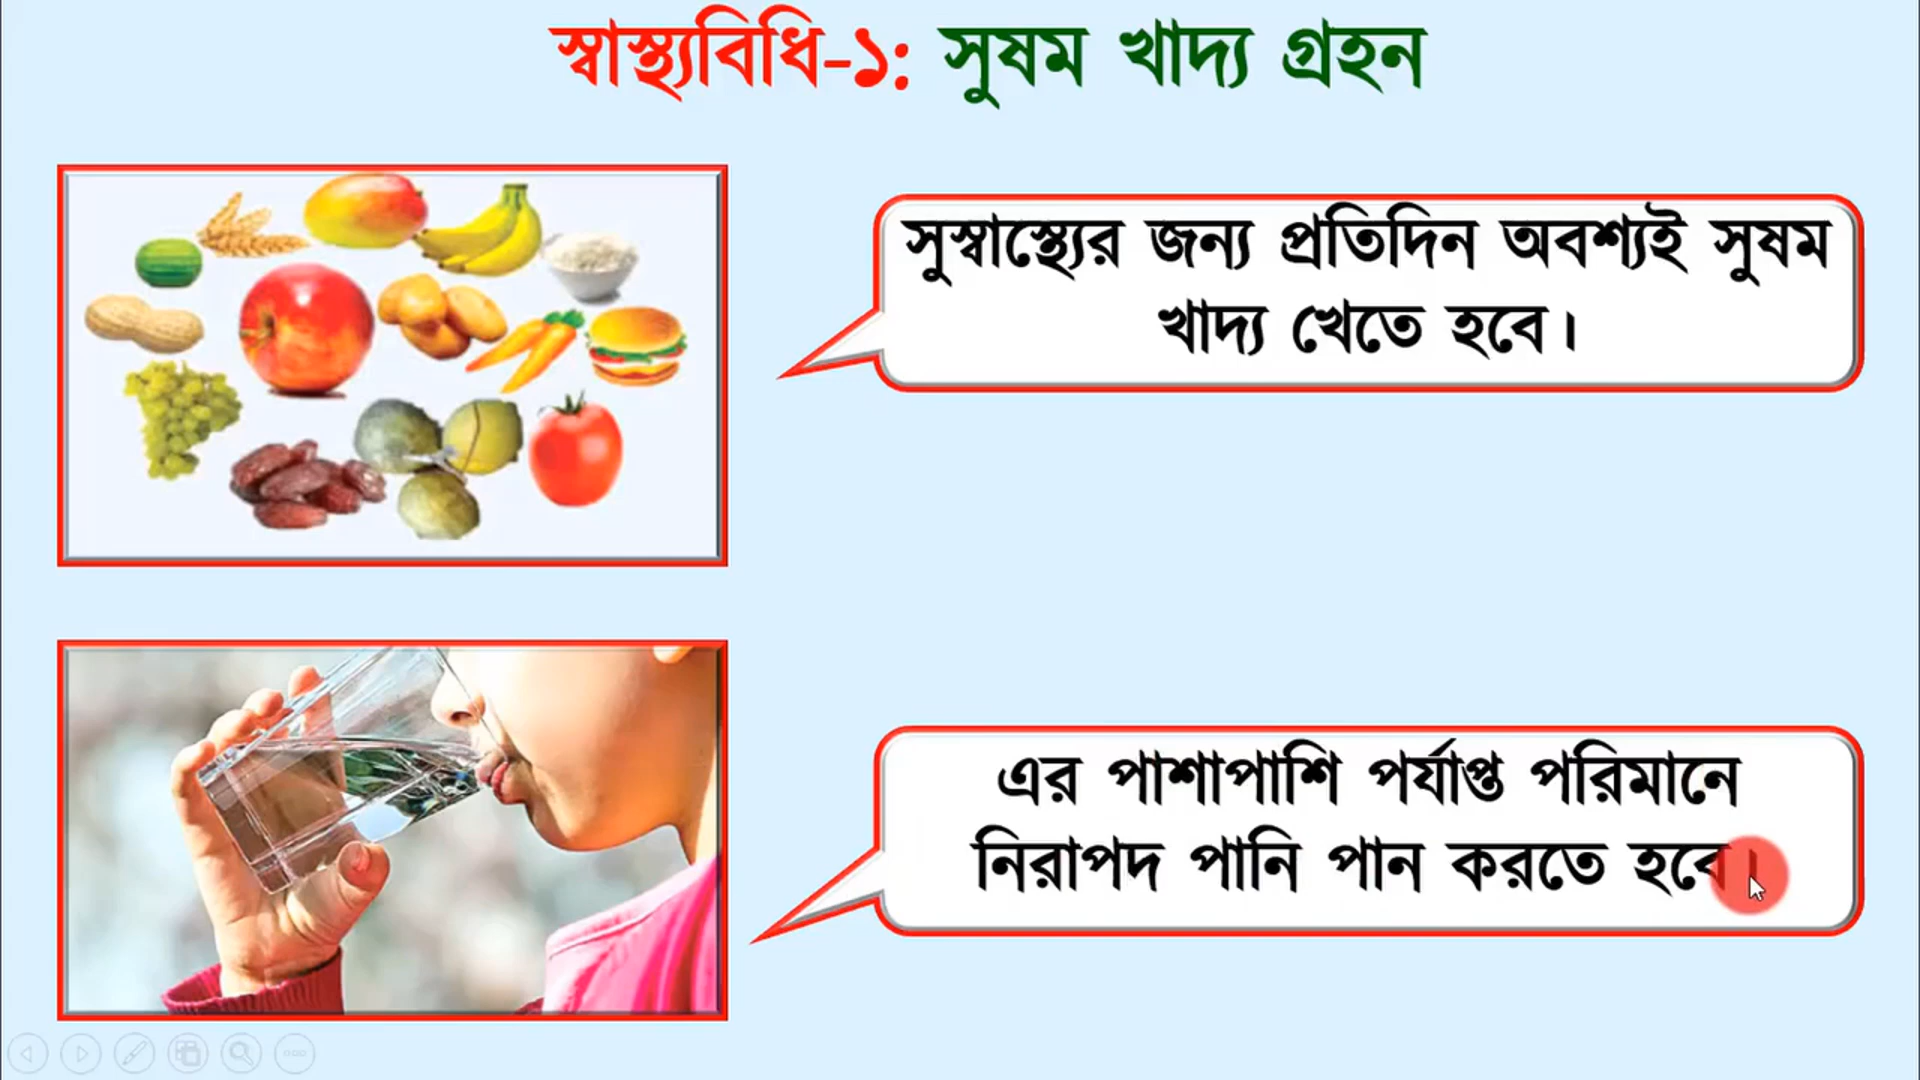 স্বাস্থ্যবিধি-১: সুষম খাদ্য গ্রহন
সুস্বাস্থ্যের জন্য প্রতিদিন অবশ্যই সুষম
খাদ্য খেতে হবে।
এর পাশাপাশি পর্যাপ্ত পরিমানে
নিরাপদ পানি পান করতে হবে।